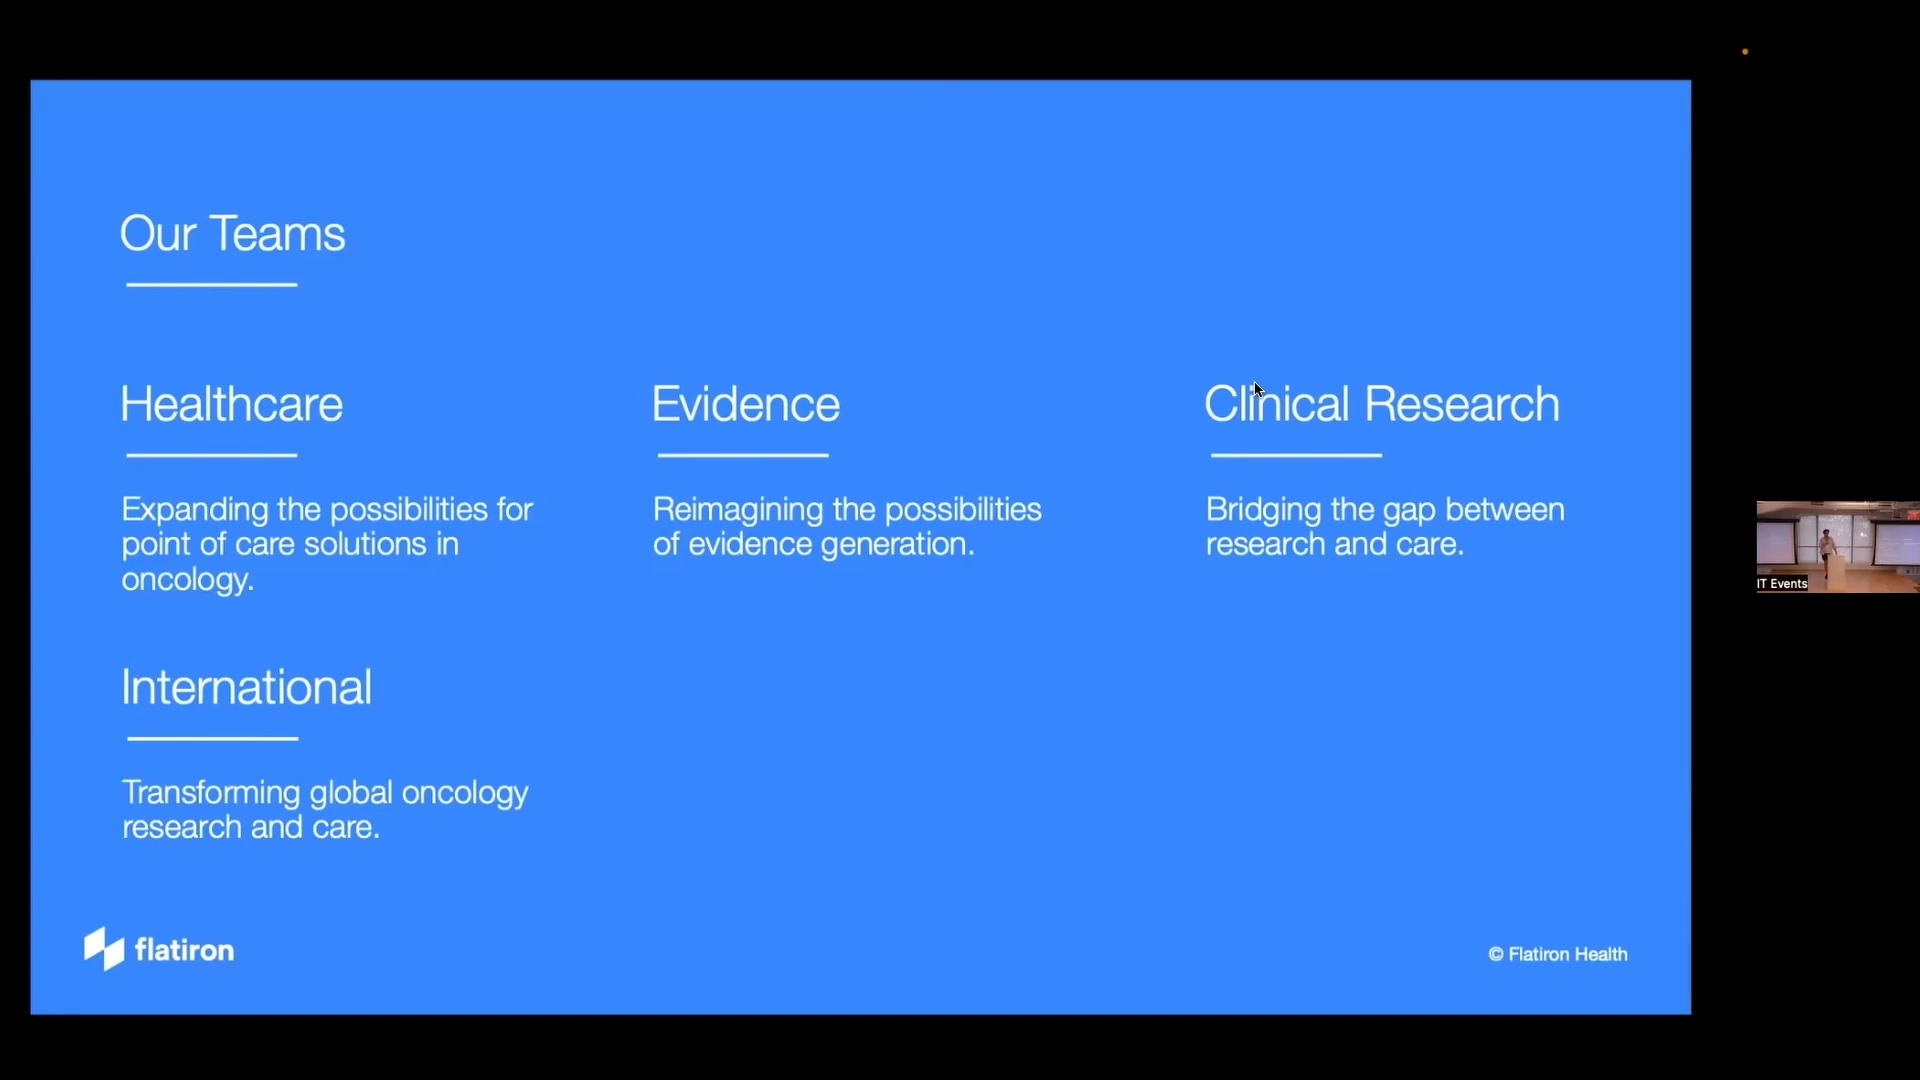 Our Teams
Healthcare
Expanding the possibilities for
point of care solutions in
oncology.
Evidence
Reimagining the possibilities
of evidence generation.
Clinical Research
Bridging the gap between
research and care.
International
Transforming global oncology
research and care.
flatiron
© Flatiron Health
IT Events